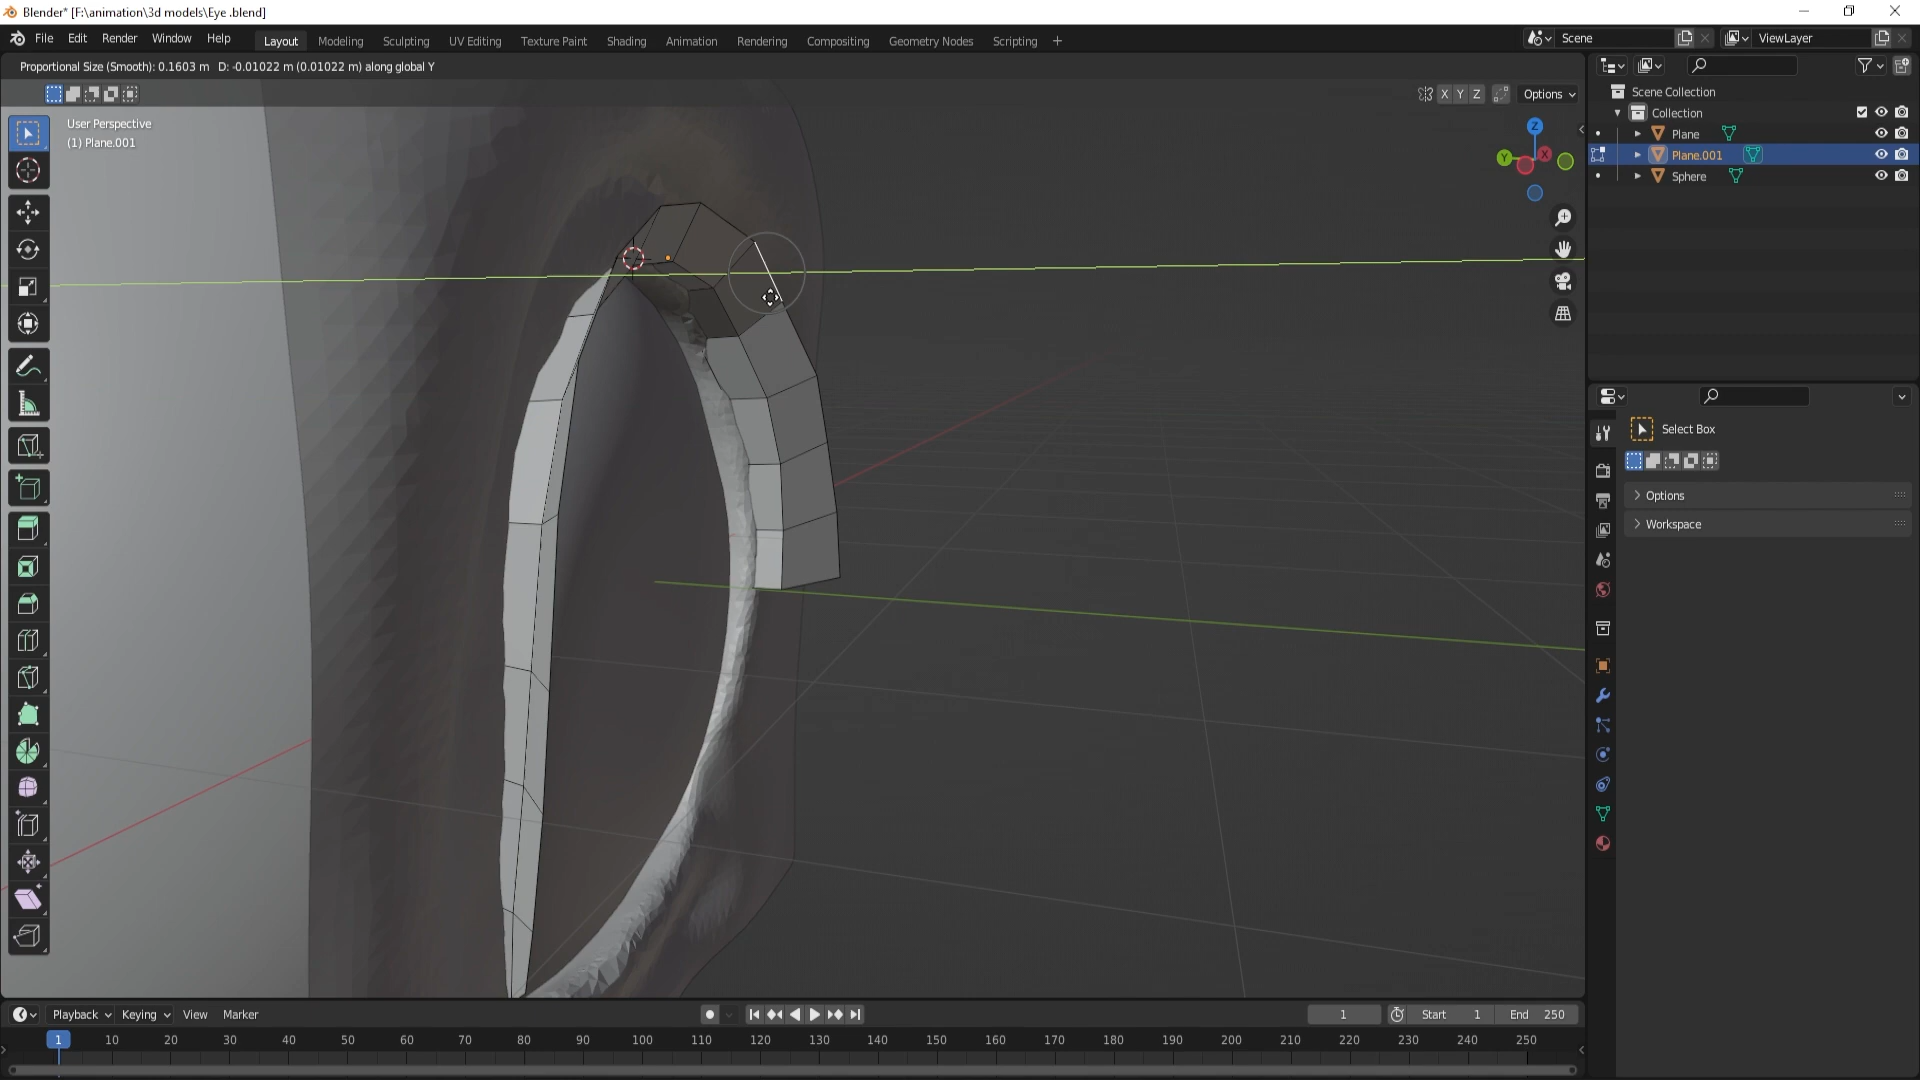 Blender* [F:\animation\3d models\Eye .blend]
File Edit Render Window Help
Layout Modeling Sculpting UV Editing Texture Paint Shading Animation Rendering Compositing Geometry Nodes Scripting +
Scene ViewLayer
Proportional Size (Smooth): 0.1603 m D: -0.01022 m (0.01022 m) along global Y
X Y Z Options
User Perspective
(1) Plane.001
Z
Y
X
Scene Collection
Collection
Plane
Plane.001
Sphere
Select Box
Options
Workspace
Playback Keying View Marker
1 Start 1 End 250
1 10 20 30 40 50 60 70 80 90 100 110 120 130 140 150 160 170 180 190 200 210 220 230 240 250